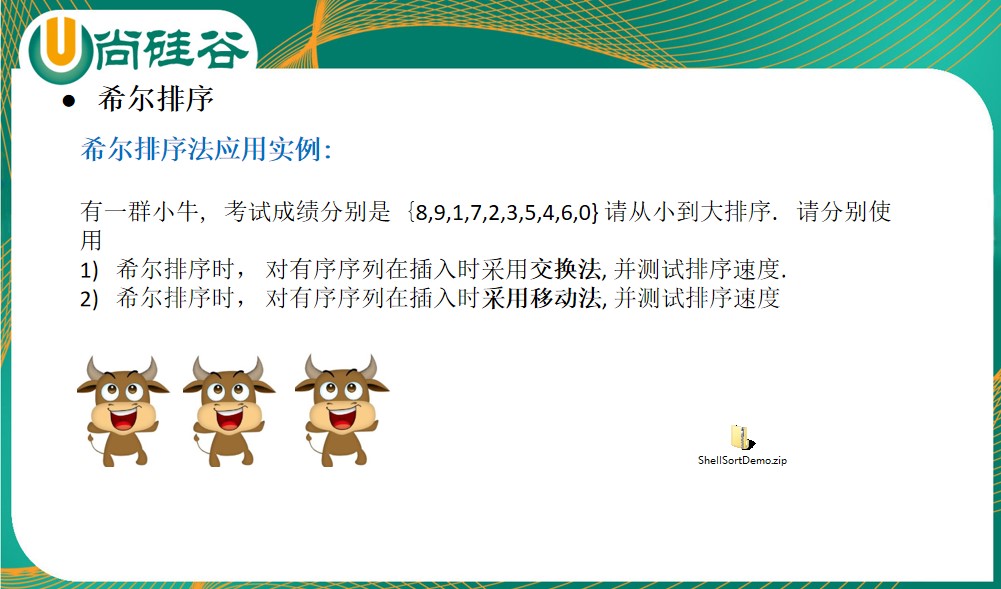 尚硅谷
● 希尔排序
希尔排序法应用实例：
有一群小牛, 考试成绩分别是 {8,9,1,7,2,3,5,4,6,0} 请从小到大排序. 请分别使
用
1) 希尔排序时， 对有序序列在插入时采用交换法, 并测试排序速度.
2) 希尔排序时， 对有序序列在插入时采用移动法, 并测试排序速度
ShellSortDemo.zip